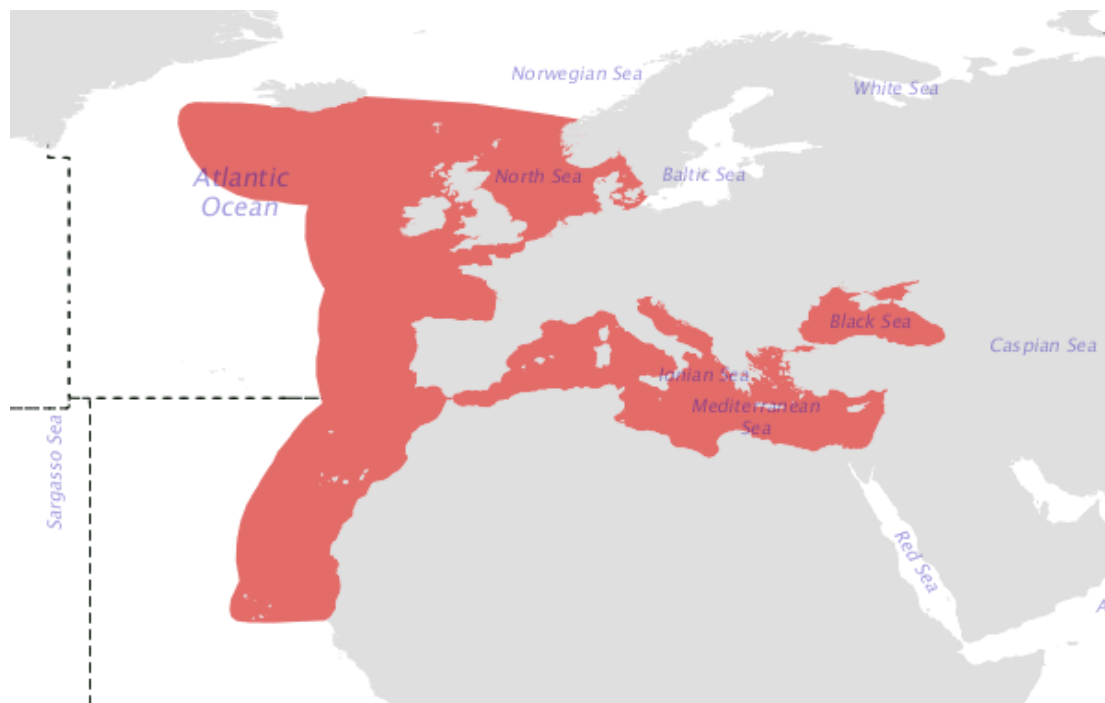 Norwegian Sea
White Sea
Atlantic
Ocean
North Sea
Baltic Sea
Black Sea
Caspian Sea
Ionian Sea
Mediterranean
Sea
Sargasso Sea
Red Sea
A